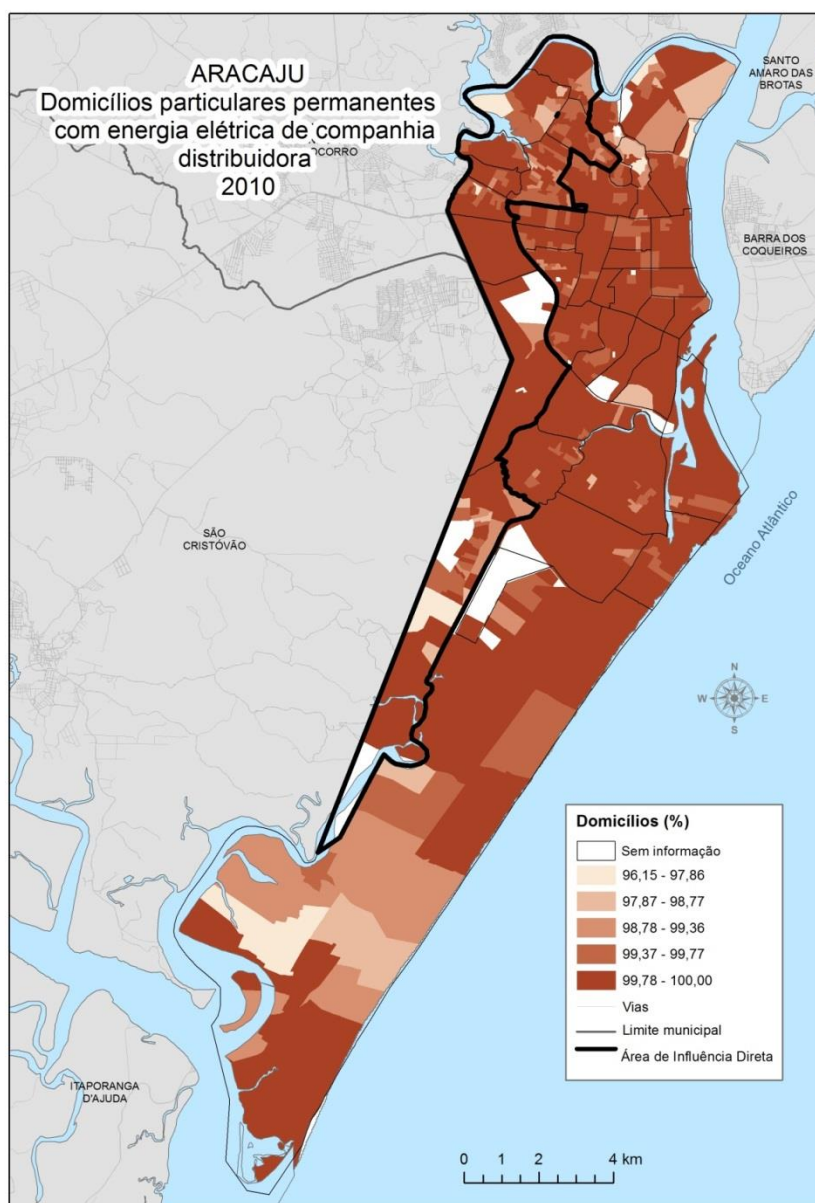 ARACAJU
Domicílios particulares permanentes
com energia elétrica de companhia
distribuidora
2010
OCORRO
SANTO
AMARO DAS
BROTAS
BARRA DOS
COQUEIROS
SÃO
CRISTÓVÃO
Oceano Atlântico
N
W
E
S
ITAPORANGA
D'AJUDA
Domicílios (%)
Sem informação
96,15 - 97,86
97,87 - 98,77
98,78 - 99,36
99,37 - 99,77
99,78 - 100,00
Vias
Limite municipal
Área de Influência Direta
0 1 2 4 km